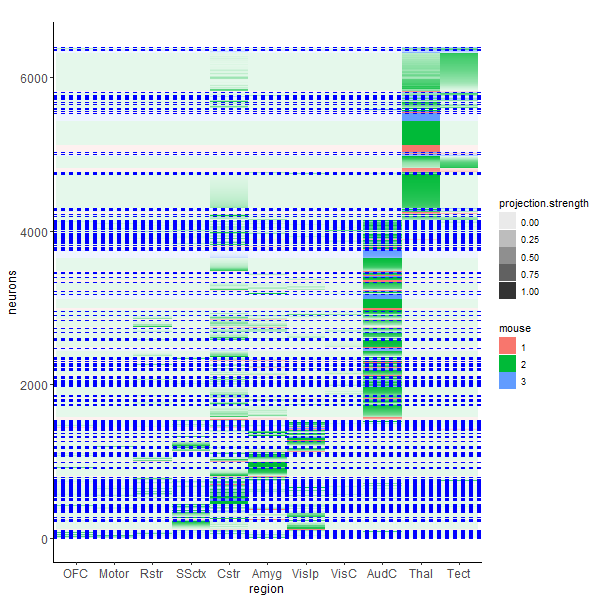 neurons
6000
4000
2000
0
OFC Motor Rstr SSctx Cstr Amyg VisIp VisC AudC Thal Tect
region
projection.strength
0.00
0.25
0.50
0.75
1.00
mouse
1
2
3